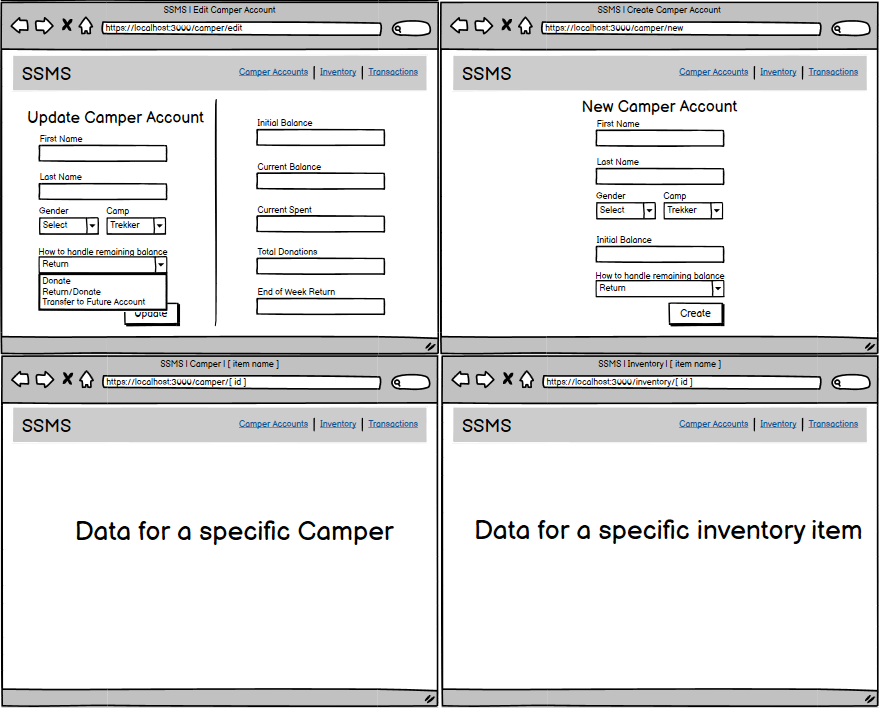 SSMS | Edit Camper Account
https://localhost:3000/camper/edit
SSMS
Camper Accounts | Inventory | Transactions
Update Camper Account
First Name
Last Name
Gender
Camp
Select
Trekker
How to handle remaining balance
Return
Donate
Return/Donate
Transfer to Future Account
Update
Initial Balance
Current Balance
Current Spent
Total Donations
End of Week Return
SSMS | Create Camper Account
https://localhost:3000/camper/new
SSMS
Camper Accounts | Inventory | Transactions
New Camper Account
First Name
Last Name
Gender
Camp
Select
Trekker
Initial Balance
How to handle remaining balance
Return
Create
SSMS | Camper | [ item name ]
https://localhost:3000/camper/[ id ]
SSMS
Camper Accounts | Inventory | Transactions
Data for a specific Camper
SSMS | Inventory | [ item name ]
https://localhost:3000/inventory/[ id ]
SSMS
Camper Accounts | Inventory | Transactions
Data for a specific inventory item